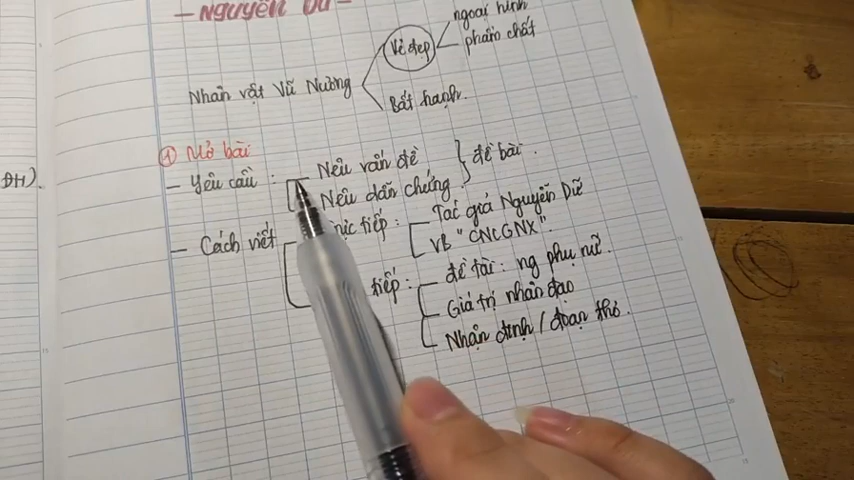 - Nguyễn Dữ -
ngoại hình
Vẻ đẹp
phẩm chất
Nhân vật Vũ Nương
Bất hạnh.
① Mở bài
- Yêu cầu :
Nêu vấn đề
Nêu dẫn chứng
} đề bài.
- Cách viết
tiếp : Tác giả Nguyễn Dữ
VB "CNCGNX".
tiếp : đề tài : ng phụ nữ.
Giá trị nhân đạo
Nhận định / đoạn thơ.
ĐH).